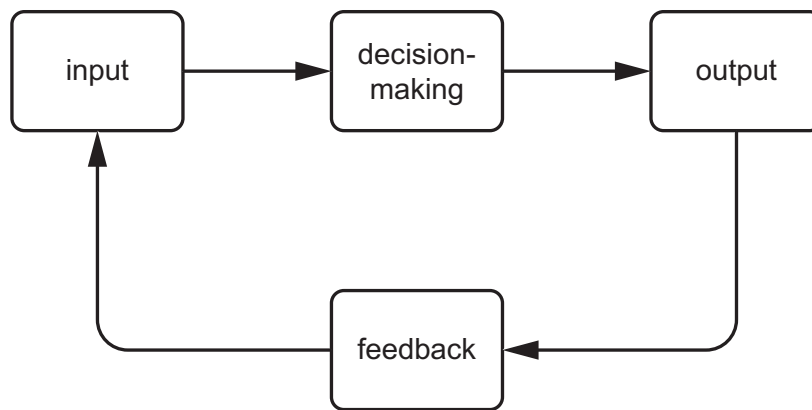 input
decision-
making
output
feedback